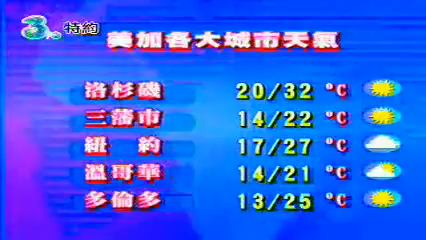 3 特約
美加各大城市天氣
洛杉磯 20/32 °C
三藩市 14/22 °C
紐約 17/27 °C
溫哥華 14/21 °C
多倫多 13/25 °C